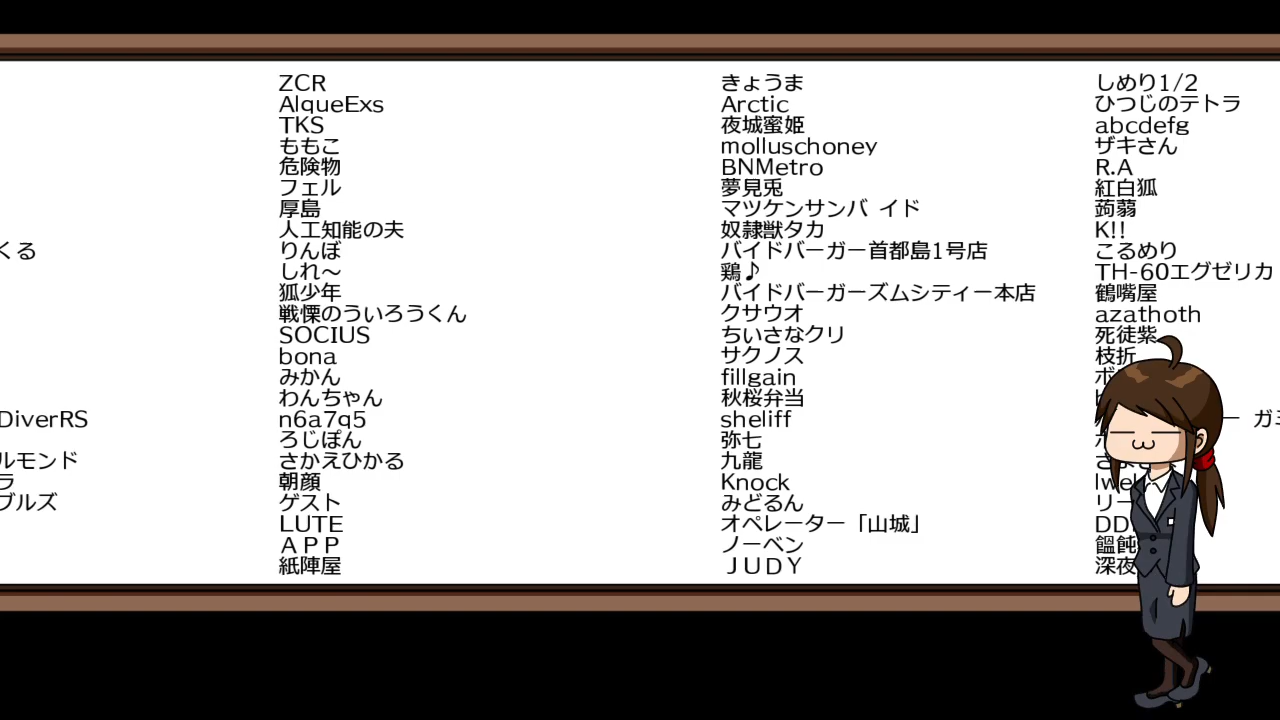 くる
DiverRS
ルモンド
ラ
ブルズ
ZCR
AlqueExs
TKS
ももこ
危険物
フェル
厚島
人工知能の夫
りんぼ
しれ～
狐少年
戦慄のういろうくん
SOCIUS
bona
みかん
わんちゃん
n6a7q5
ろじぽん
さかえひかる
朝顔
ゲスト
LUTE
ＡＰＰ
紙陣屋
きょうま
Arctic
夜城蜜姫
molluschoney
BNMetro
夢見兎
マツケンサンバ イド
奴隷獣タカ
バイドバーガー首都島1号店
鶏♪
バイドバーガーズムシティー本店
クサウオ
ちいさなクリ
サクノス
fillgain
秋桜弁当
sheliff
弥七
九龍
Knock
みどるん
オペレーター「山城」
ノーベン
ＪＵＤＹ
しめり1/2
ひつじのテトラ
abcdefg
ザキさん
R.A
紅白狐
蒟蒻
K!!
こるめり
TH-60エグゼリカ
鶴嘴屋
azathoth
死徒紫
枝折
リー
DD
饂飩
深夜